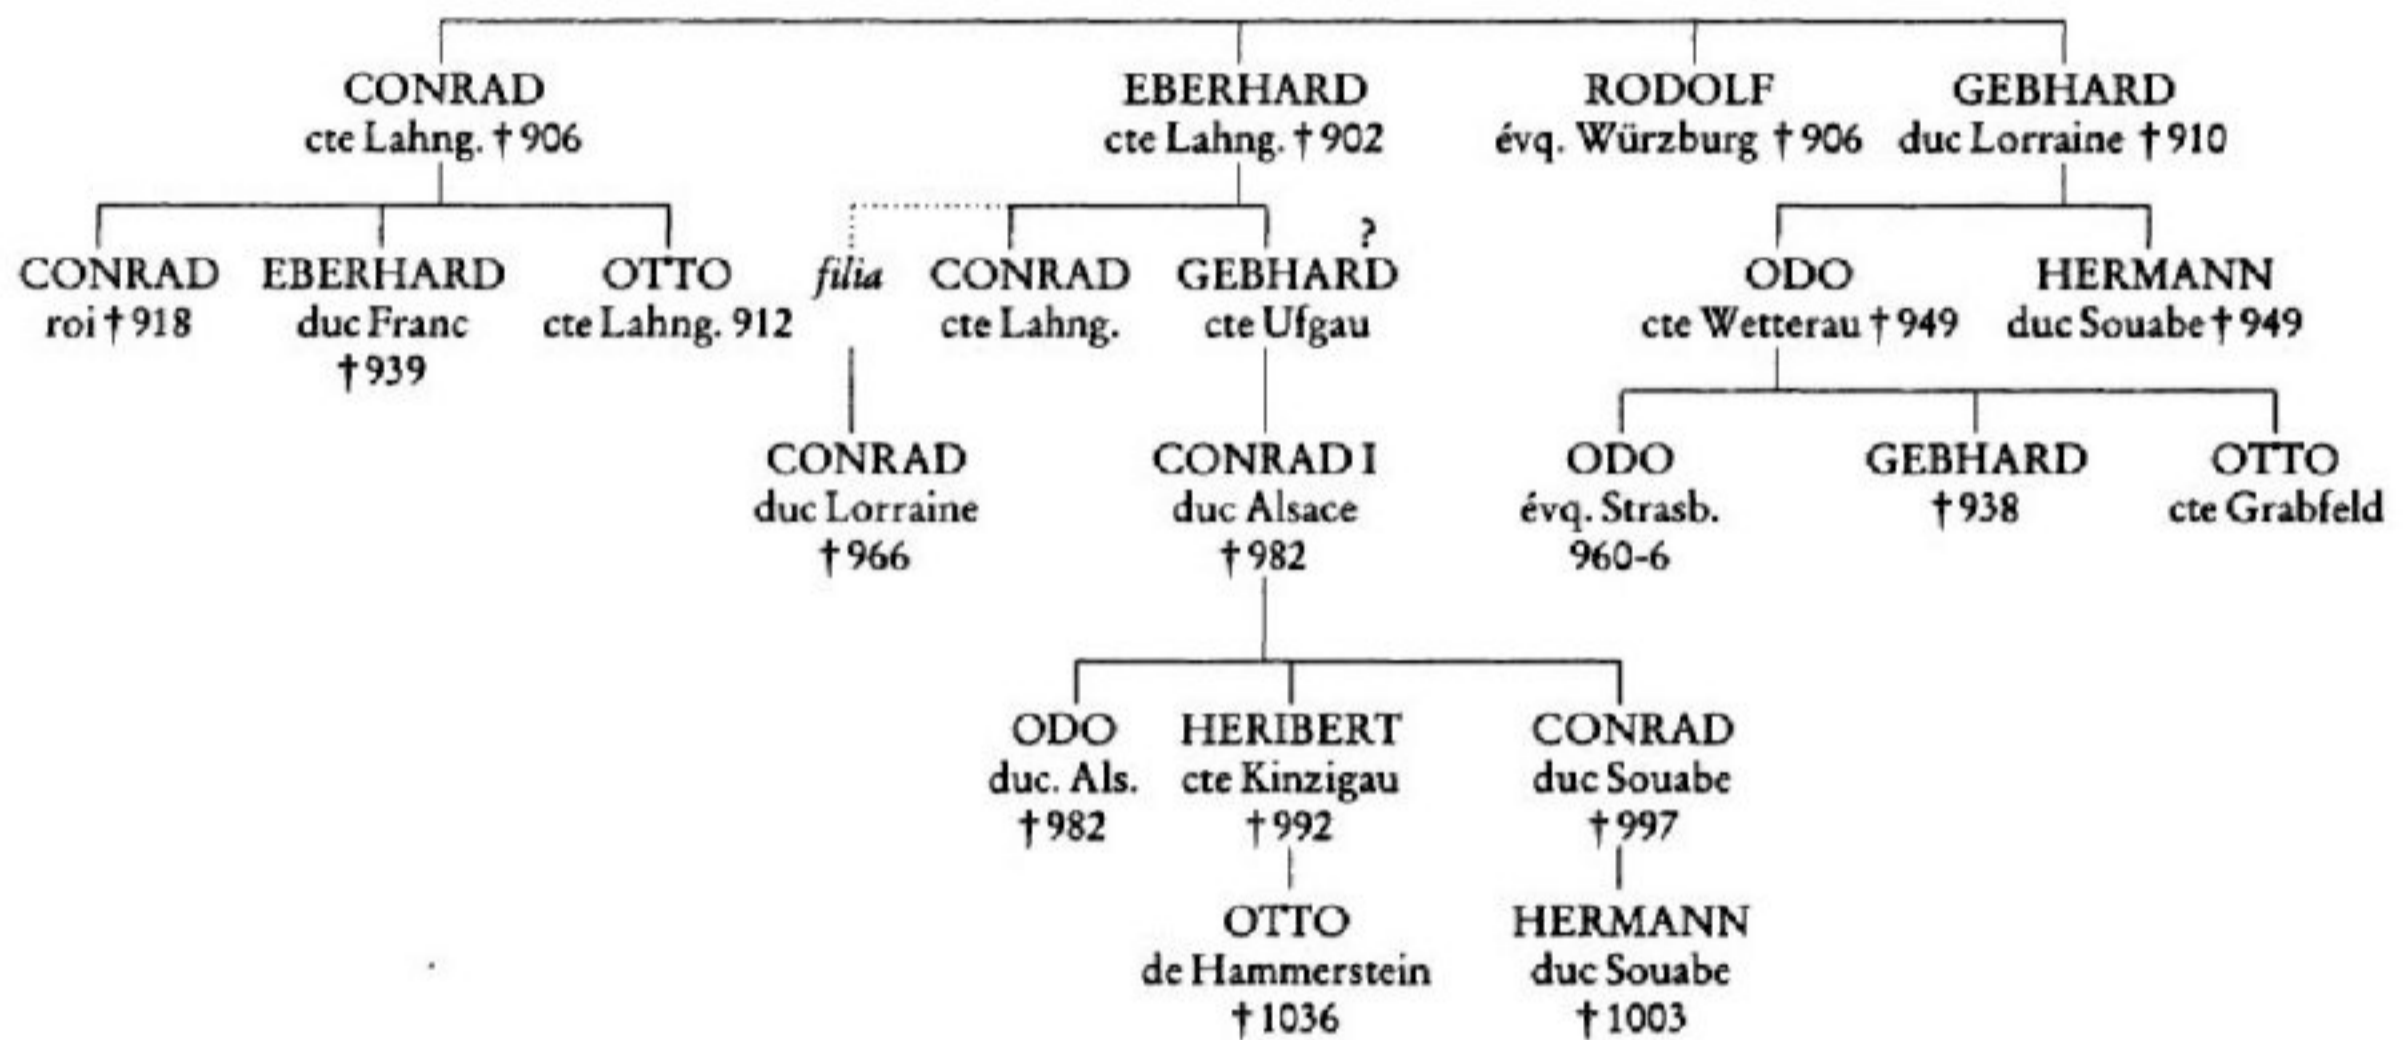 CONRAD
cte Lahng. † 906
EBERHARD
cte Lahng. † 902
RODOLF
évq. Würzburg † 906
GEBHARD
duc Lorraine † 910
CONRAD
roi † 918
EBERHARD
duc Franc
† 939
OTTO
cte Lahng. 912
filia
CONRAD
cte Lahng.
?
GEBHARD
cte Ufgau
ODO
cte Wetterau † 949
HERMANN
duc Souabe † 949
CONRAD
duc Lorraine
† 966
CONRAD I
duc Alsace
† 982
ODO
évq. Strasb.
960-6
GEBHARD
† 938
OTTO
cte Grabfeld
ODO
duc. Als.
† 982
HERIBERT
cte Kinzigau
† 992
CONRAD
duc Souabe
† 997
OTTO
de Hammerstein
† 1036
HERMANN
duc Souabe
† 1003